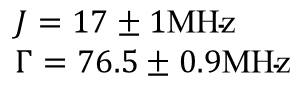 J = 17 ± 1MHz
Γ = 76.5 ± 0.9MHz